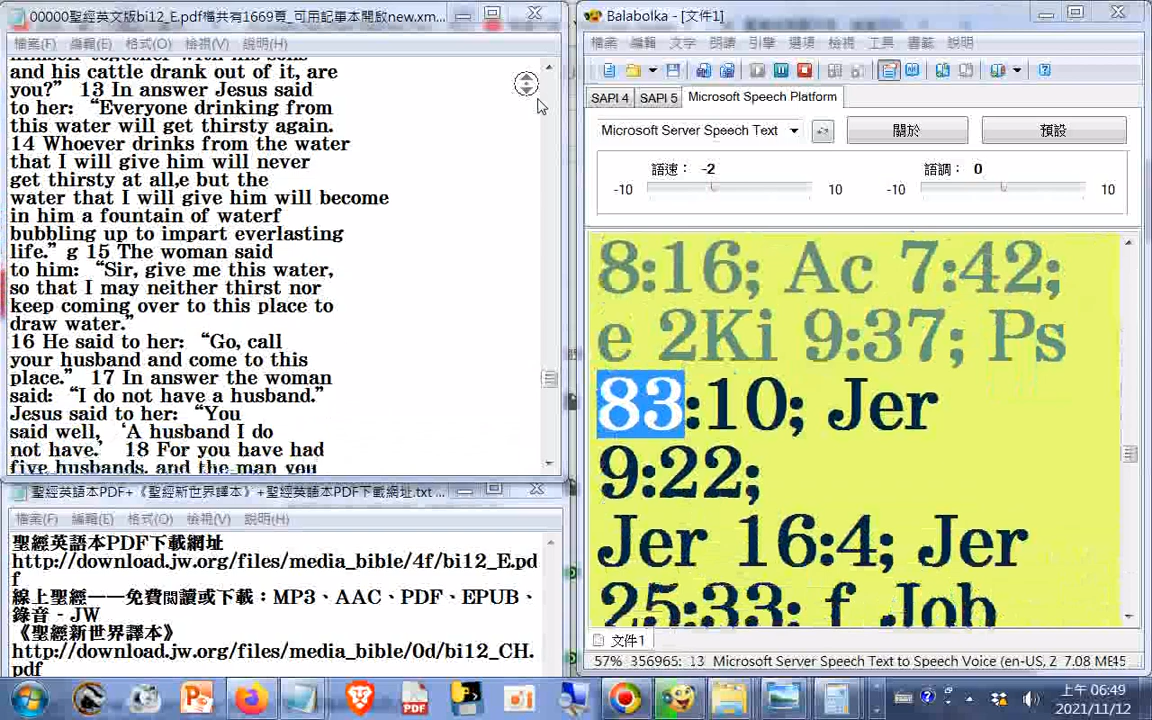 00000聖經英文版bi12_E.pdf檔共有1669頁_可用記事本開啟new.xm...
檔案(F) 編輯(E) 格式(O) 檢視(V) 說明(H)
himself together with his sons
and his cattle drank out of it, are
you?” 13 In answer Jesus said
to her: “Everyone drinking from
this water will get thirsty again.
14 Whoever drinks from the water
that I will give him will never
get thirsty at all,e but the
water that I will give him will become
in him a fountain of waterf
bubbling up to impart everlasting
life.” g 15 The woman said
to him: “Sir, give me this water,
so that I may neither thirst nor
keep coming over to this place to
draw water.”
16 He said to her: “Go, call
your husband and come to this
place.” 17 In answer the woman
said: “I do not have a husband.”
Jesus said to her: “You
said well, ‘A husband I do
not have.’ 18 For you have had
five husbands, and the man you
聖經英語本PDF+《聖經新世界譯本》+聖經英語本PDF下載網址.txt ...
檔案(F) 編輯(E) 格式(O) 檢視(V) 說明(H)
聖經英語本PDF下載網址
http://download.jw.org/files/media_bible/4f/bi12_E.pd
f
線上聖經——免費閱讀或下載：MP3、AAC、PDF、EPUB、
錄音 - JW
《聖經新世界譯本》
http://download.jw.org/files/media_bible/0d/bi12_CH.
pdf
Balabolka - [文件1]
檔案 編輯 文字 朗讀 引擎 選項 檢視 工具 書籤 說明
SAPI 4 SAPI 5 Microsoft Speech Platform
Microsoft Server Speech Text 關於 預設
語速： -2 語調： 0
-10 10 -10 10
8:16; Ac 7:42;
e 2Ki 9:37; Ps
83:10; Jer
9:22;
Jer 16:4; Jer
25:33; f Job
文件1
57% 356965: 13 Microsoft Server Speech Text to Speech Voice (en-US, 2 7.08 ME45
上午 06:49
2021/11/12